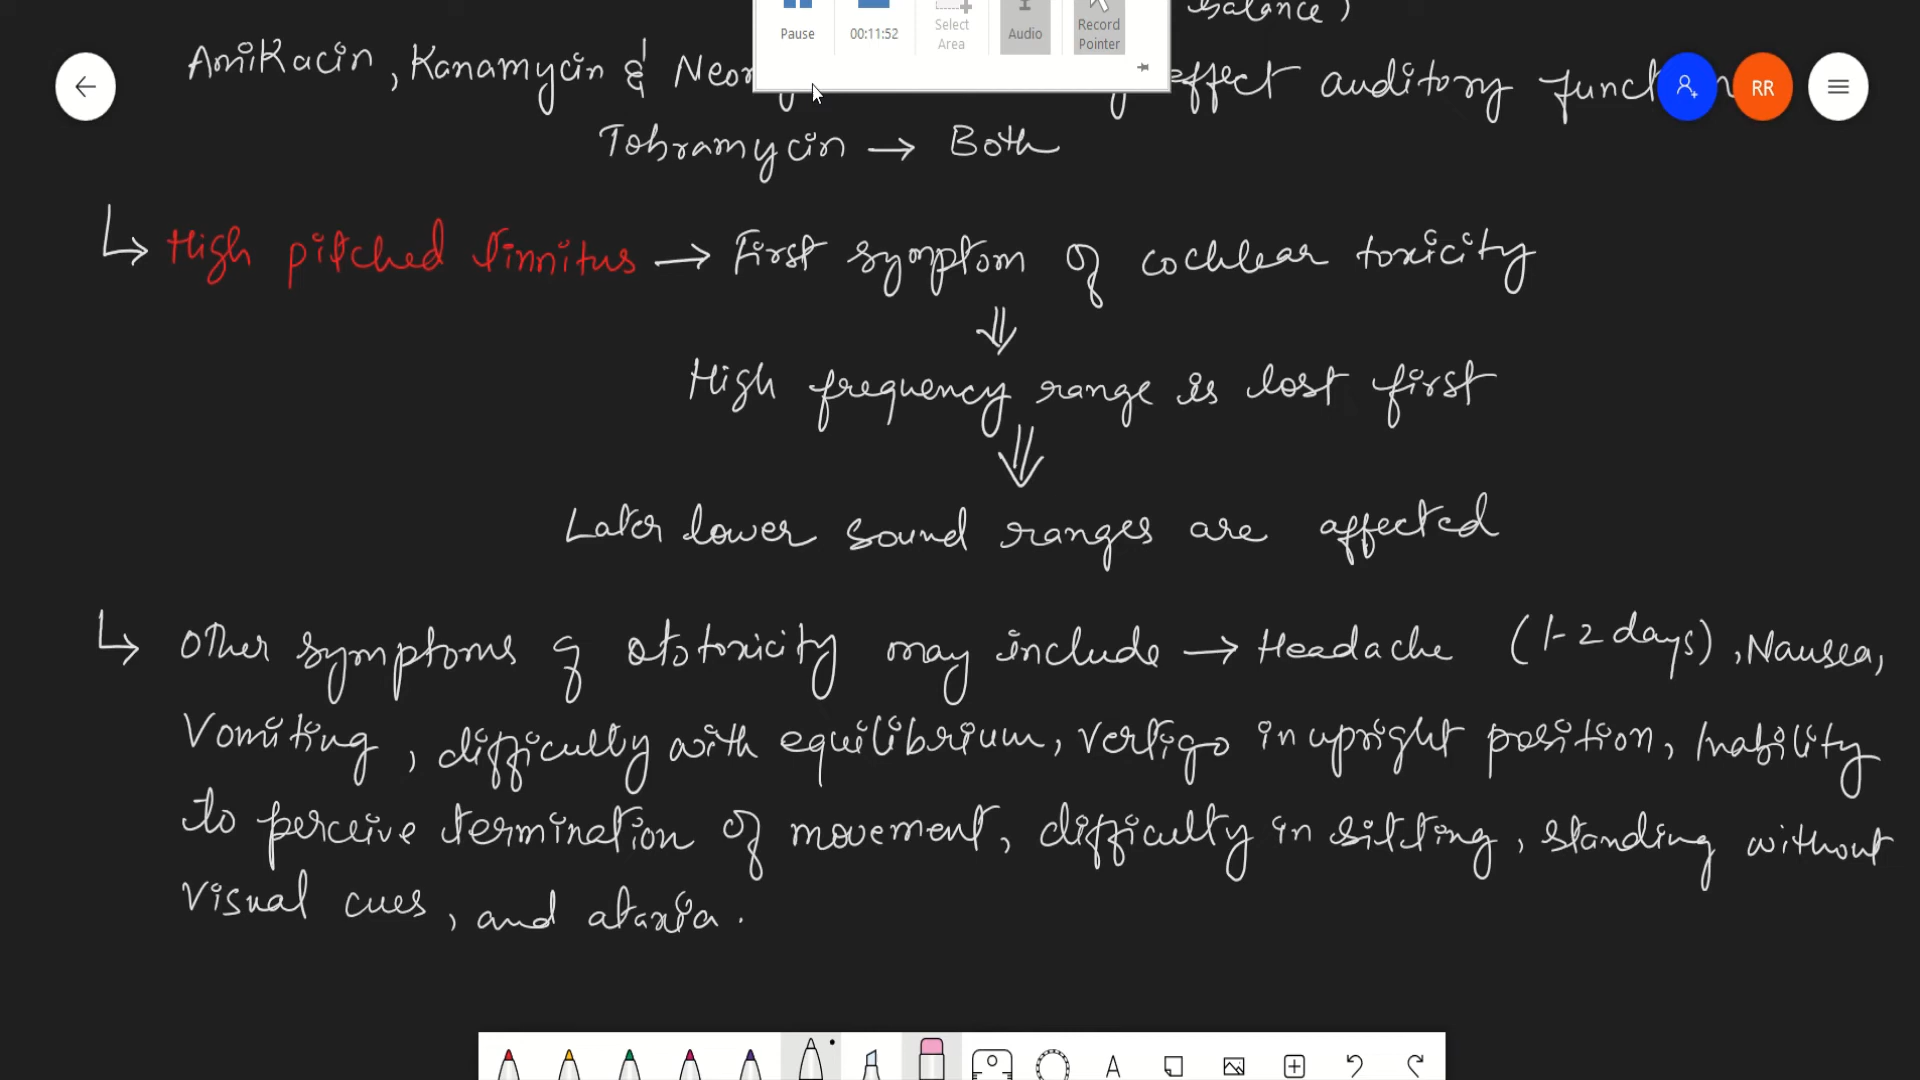 balance)
Pause 00:11:52 Select Area Audio Record Pointer
Amikacin, Kanamycin & effect auditory
Tobramycin → Both
↳ High pitched tinnitus → First symptom of cochlear toxicity
⇓
High frequency range is lost first
⇓
Later lower sound ranges are affected
↳ Other symptoms of ototoxicity may include → Headache (1-2 days), Nausea,
Vomiting, difficulty with equilibrium, vertigo in upright position, Inability
to perceive termination of movement, difficulty in sitting, standing without
visual cues, and ataxia.
RR
A